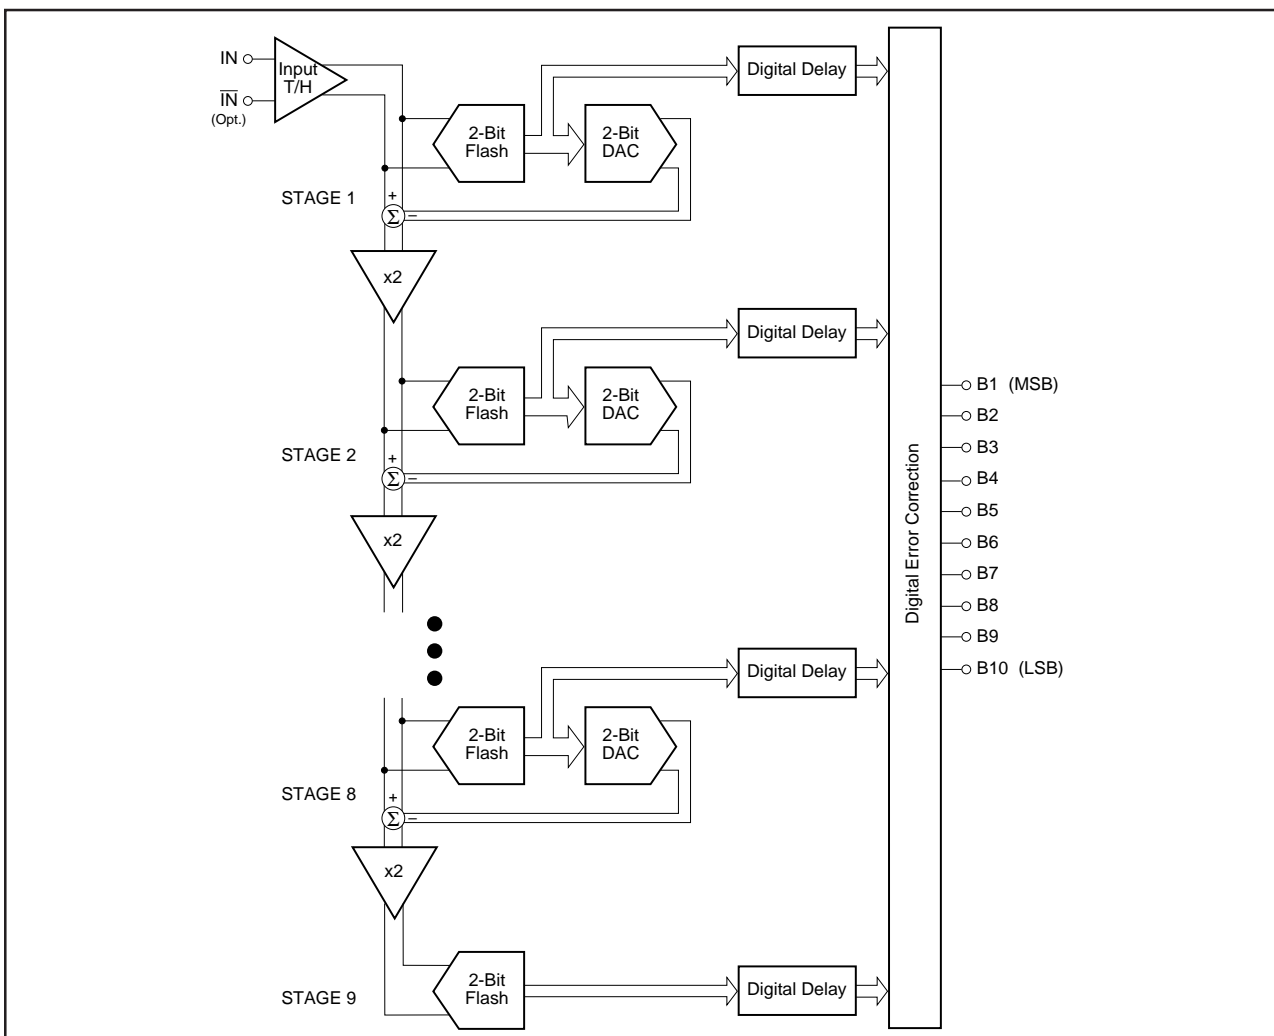 IN
Input
T/H
IN
(Opt.)
Digital Delay
2-Bit
Flash
2-Bit
DAC
STAGE 1
+
Σ
–
x2
Digital Delay
2-Bit
Flash
2-Bit
DAC
STAGE 2
+
Σ
–
x2
Digital Error Correction
B1 (MSB)
B2
B3
B4
B5
B6
B7
B8
B9
B10 (LSB)
Digital Delay
2-Bit
Flash
2-Bit
DAC
STAGE 8
+
Σ
–
x2
2-Bit
Flash
Digital Delay
STAGE 9